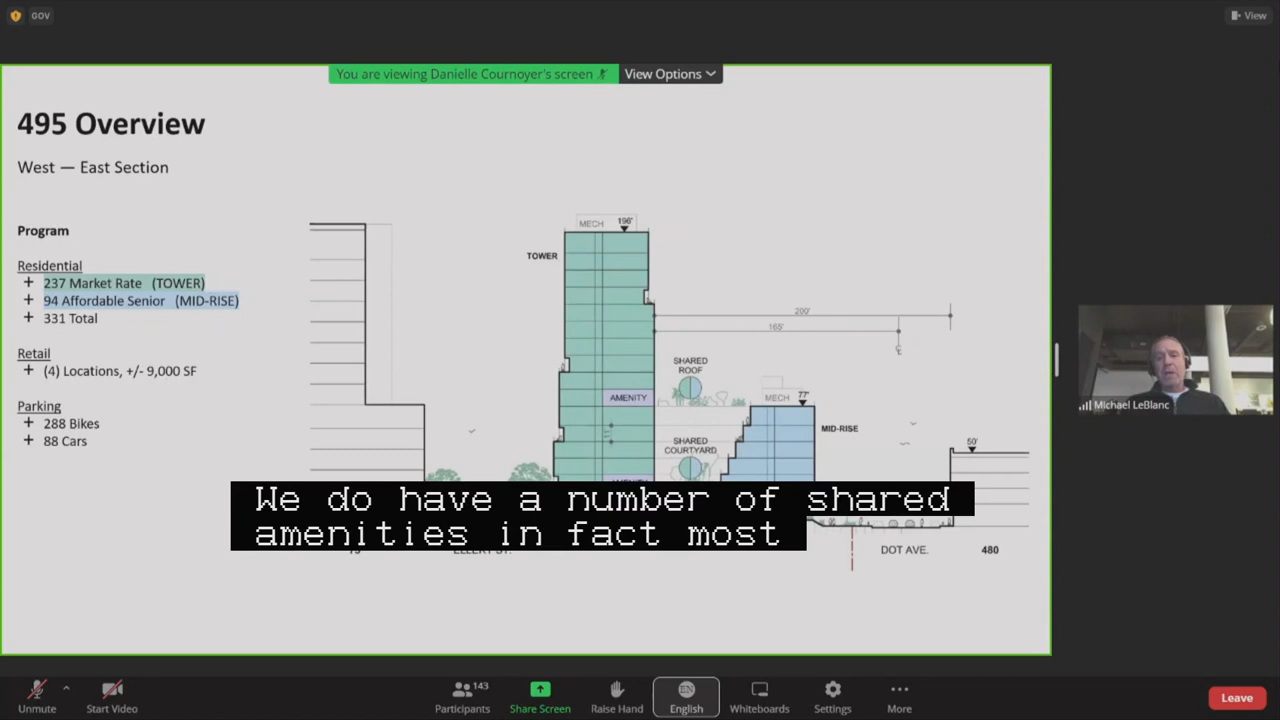 GOV
View
You are viewing Danielle Cournoyer's screen
View Options
495 Overview
West — East Section
Program
Residential
+ 237 Market Rate (TOWER)
+ 94 Affordable Senior (MID-RISE)
+ 331 Total
Retail
+ (4) Locations, +/- 9,000 SF
Parking
+ 288 Bikes
+ 88 Cars
MECH
196'
TOWER
200'
165'
SHARED
ROOF
AMENITY
MECH
77'
MID-RISE
SHARED
COURTYARD
50'
DOT AVE.
480
We do have a number of shared
amenities in fact most
Michael LeBlanc
Unmute
Start Video
143
Participants
Share Screen
Raise Hand
EN
English
Whiteboards
Settings
More
Leave